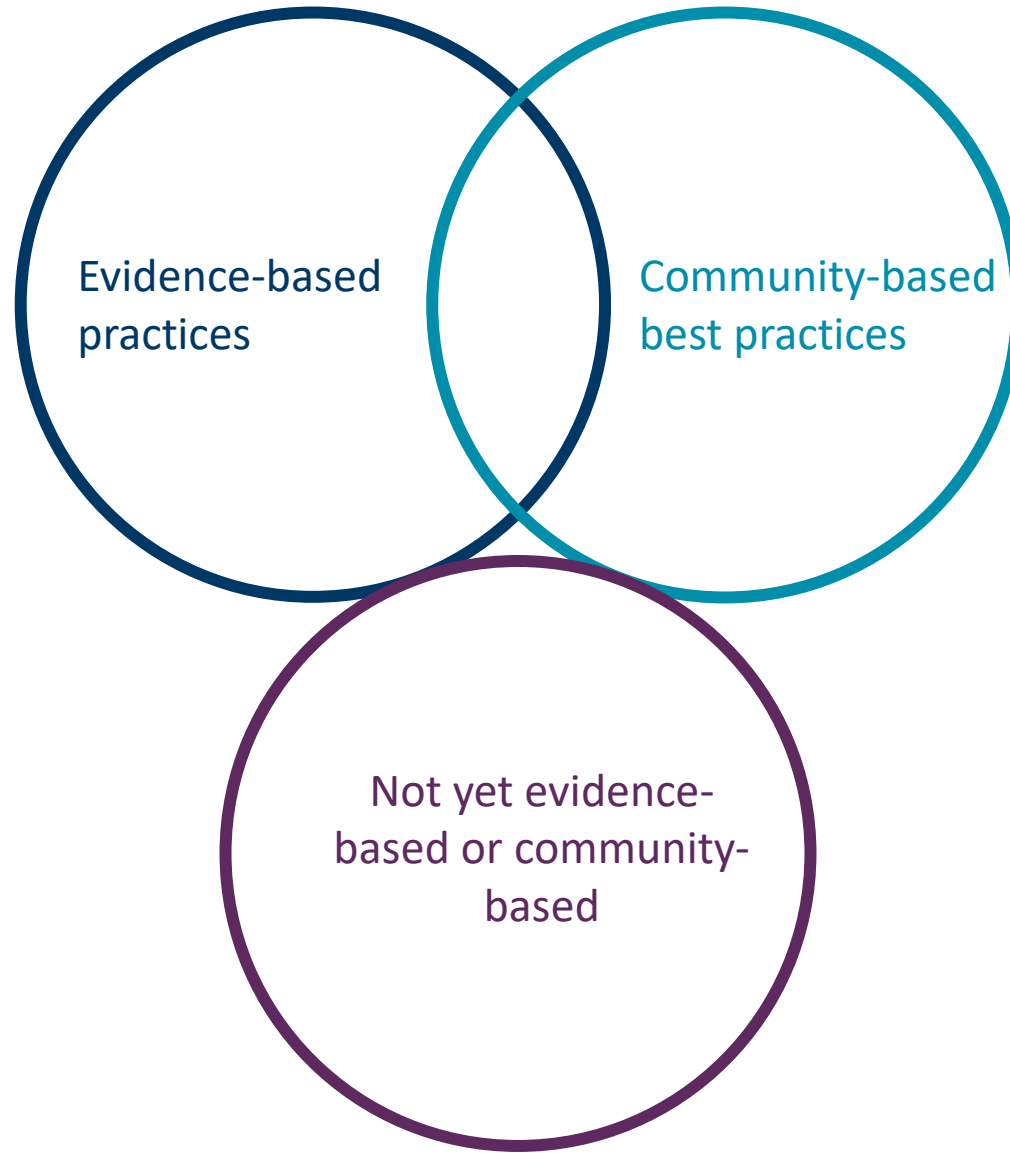 Evidence-based
practices
Community-based
best practices
Not yet evidence-
based or community-
based